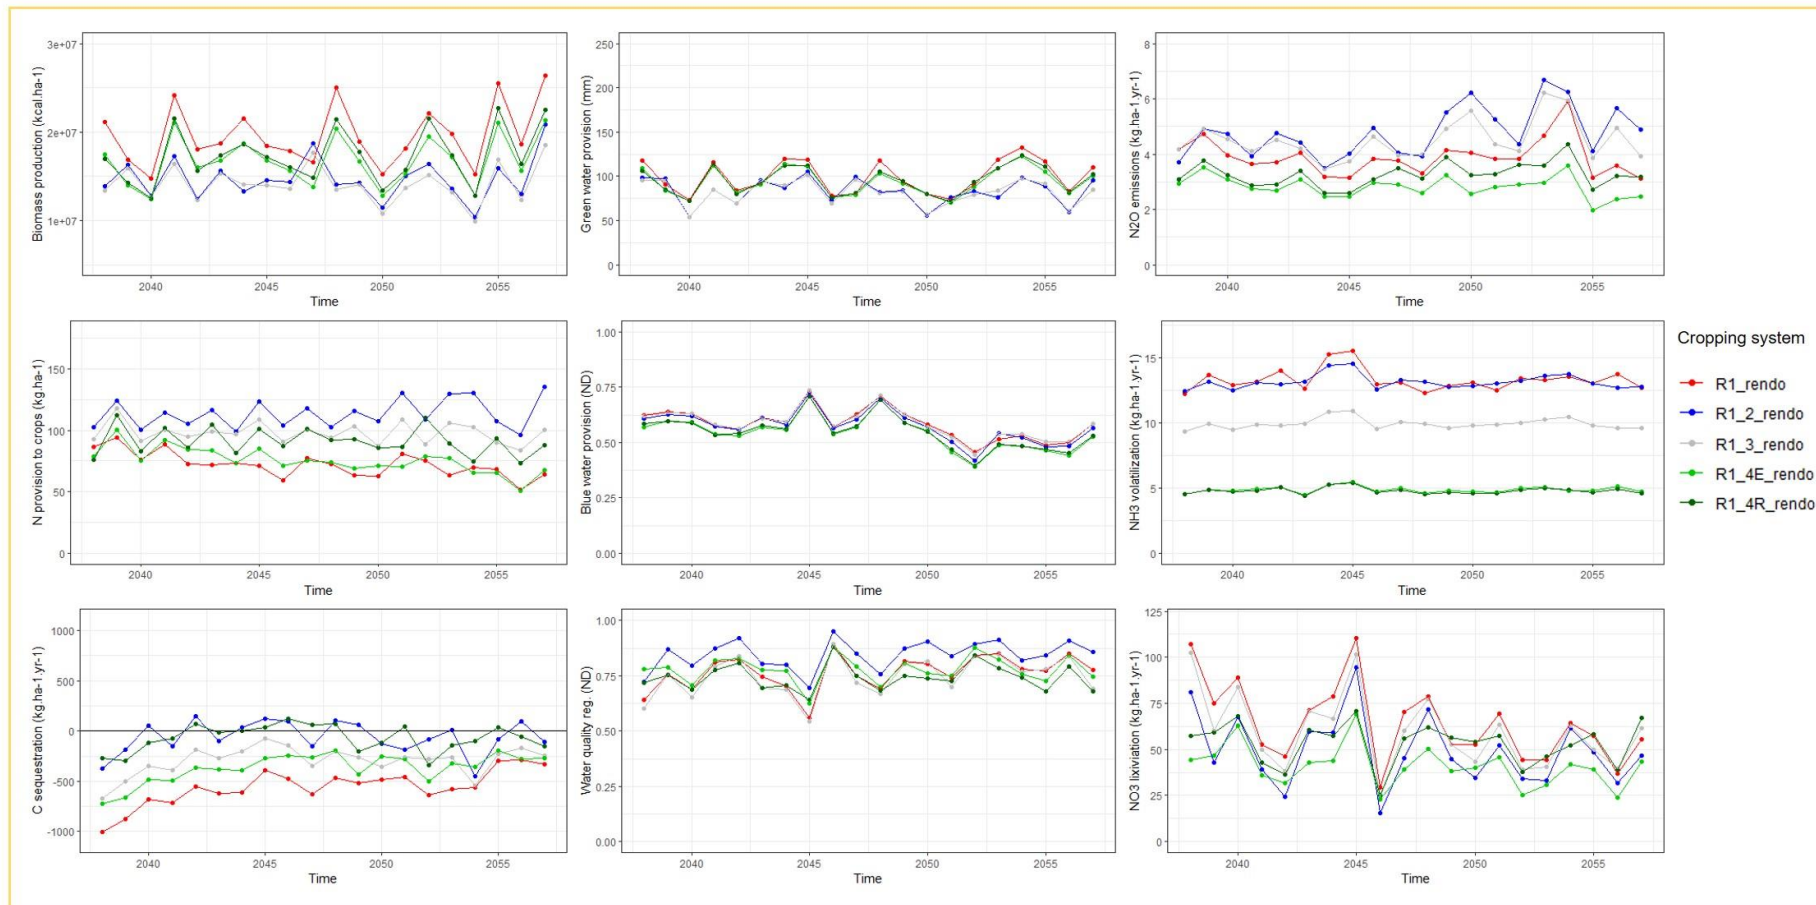 Biomass production (kcal.ha-1)
3e+07
2e+07
1e+07
2040 2045 2050 2055
Time
Green water provision (mm)
250
200
150
100
50
0
2040 2045 2050 2055
Time
N2O emissions (kg.ha-1.yr-1)
8
6
4
2
0
2040 2045 2050 2055
Time
N provision to crops (kg.ha-1)
150
100
50
0
2040 2045 2050 2055
Time
Blue water provision (ND)
1.00
0.75
0.50
0.25
0.00
2040 2045 2050 2055
Time
NH3 volatilization (kg.ha-1.yr-1)
15
10
5
0
2040 2045 2050 2055
Time
Cropping system
R1_rendo
R1_2_rendo
R1_3_rendo
R1_4E_rendo
R1_4R_rendo
C sequestration (kg.ha-1.yr-1)
1000
500
0
-500
-1000
2040 2045 2050 2055
Time
Water quality reg. (ND)
1.00
0.75
0.50
0.25
0.00
2040 2045 2050 2055
Time
NO3 lixiviation (kg.ha-1.yr-1)
125
100
75
50
25
0
2040 2045 2050 2055
Time